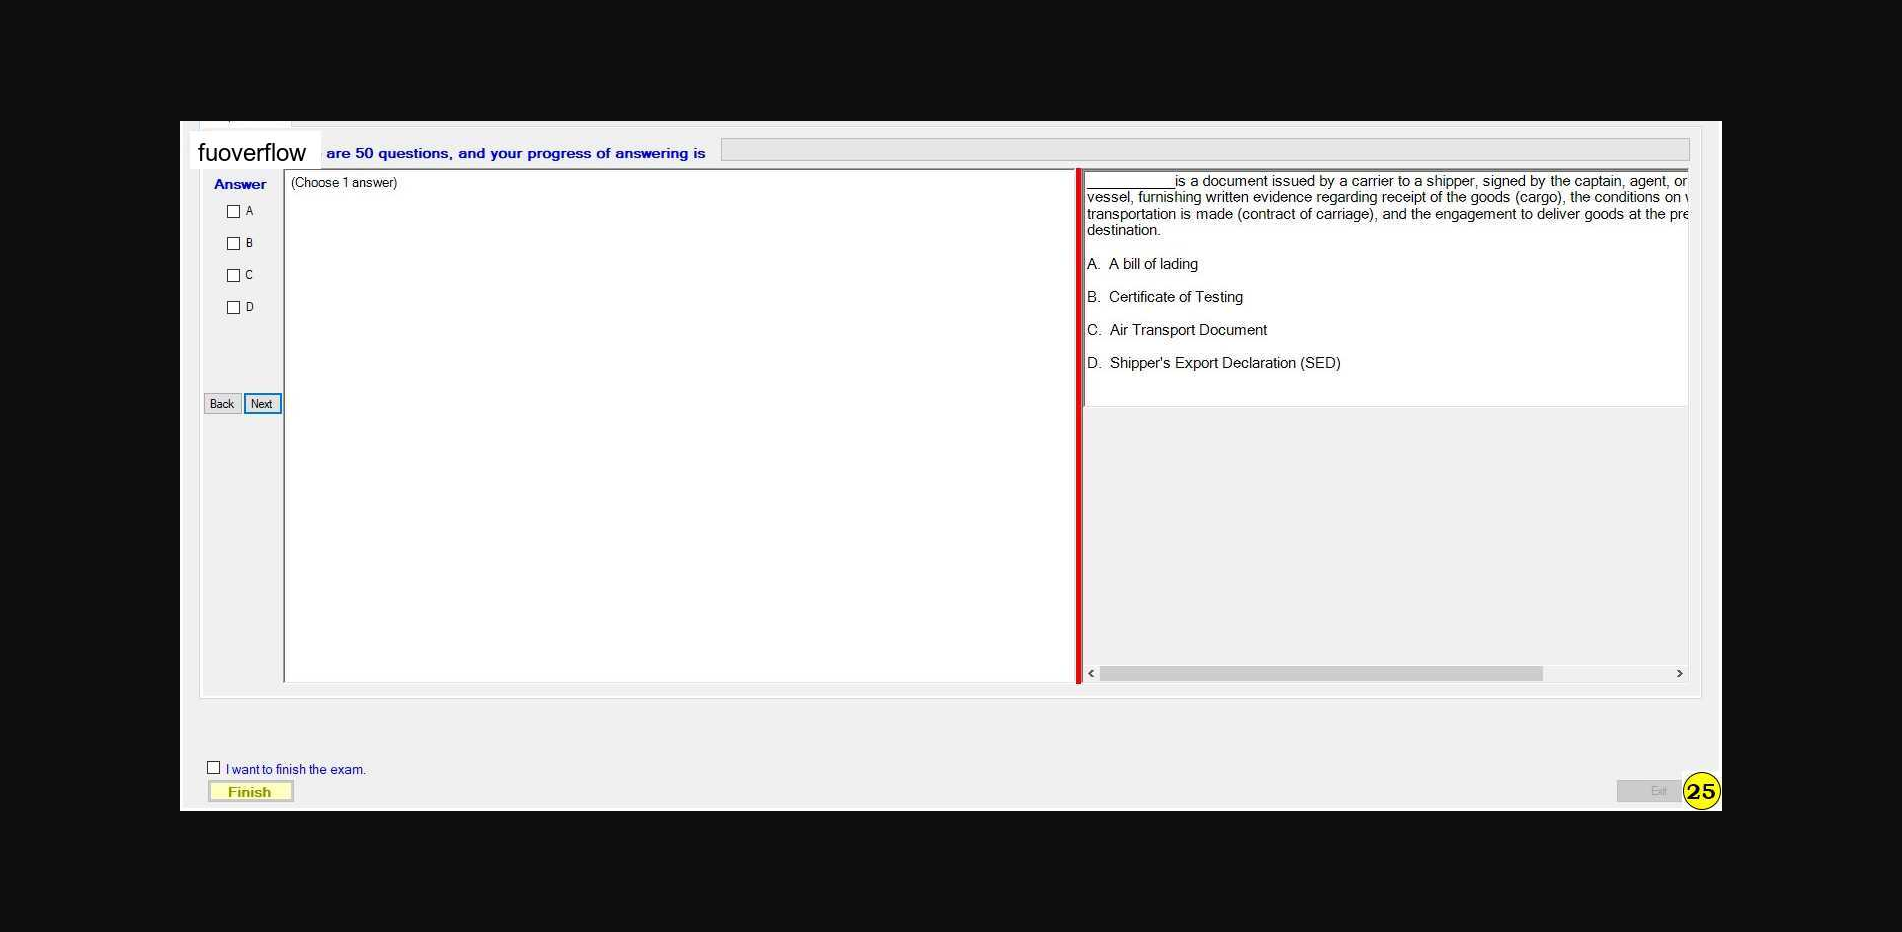 fuoverflow are 50 questions, and your progress of answering is
Answer
A
B
C
D
Back Next
(Choose 1 answer)
___________is a document issued by a carrier to a shipper, signed by the captain, agent, or
vessel, furnishing written evidence regarding receipt of the goods (cargo), the conditions on
transportation is made (contract of carriage), and the engagement to deliver goods at the pre
destination.
A. A bill of lading
B. Certificate of Testing
C. Air Transport Document
D. Shipper's Export Declaration (SED)
I want to finish the exam.
Finish
Exit
25